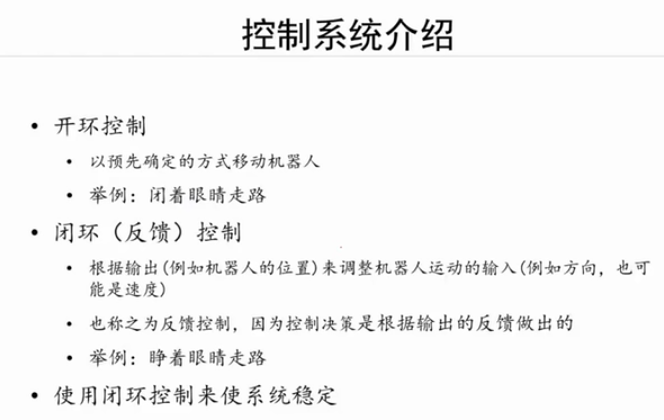 控制系统介绍
• 开环控制
• 以预先确定的方式移动机器人
• 举例：闭着眼睛走路
• 闭环（反馈）控制
• 根据输出(例如机器人的位置)来调整机器人运动的输入(例如方向，也可
能是速度)
• 也称之为反馈控制，因为控制决策是根据输出的反馈做出的
• 举例：睁着眼睛走路
• 使用闭环控制来使系统稳定